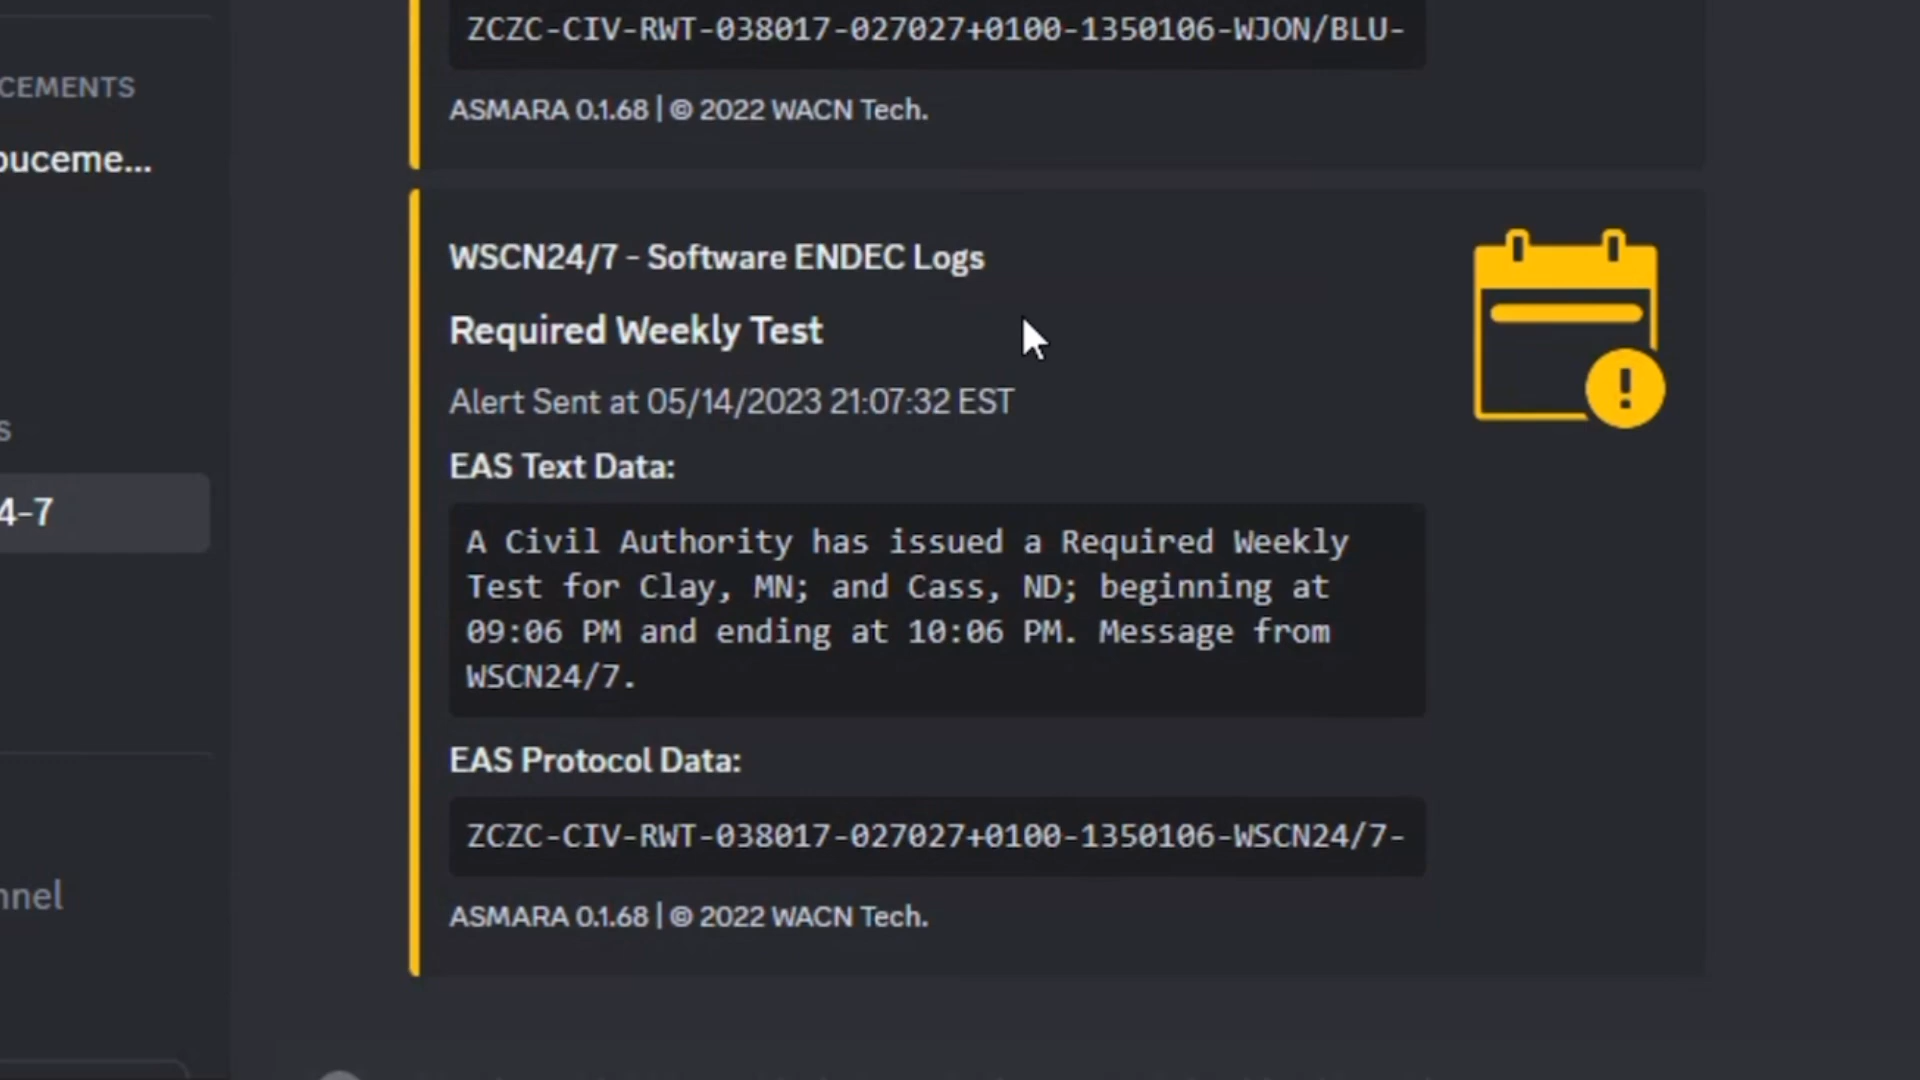 ZCZC-CIV-RWT-038017-027027+0100-1350106-WJON/BLU-
CEMENTS
ASMARA 0.1.68 | © 2022 WACN Tech.
ouceme...
WSCN24/7 - Software ENDEC Logs
Required Weekly Test
Alert Sent at 05/14/2023 21:07:32 EST
S
EAS Text Data:
4-7
A Civil Authority has issued a Required Weekly
Test for Clay, MN; and Cass, ND; beginning at
09:06 PM and ending at 10:06 PM. Message from
WSCN24/7.
EAS Protocol Data:
ZCZC-CIV-RWT-038017-027027+0100-1350106-WSCN24/7-
nnel
ASMARA 0.1.68 | © 2022 WACN Tech.